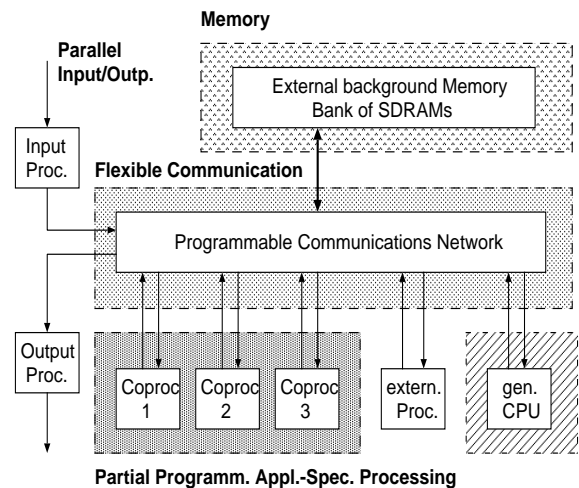 Memory
Parallel
Input/Outp.
External background Memory
Bank of SDRAMs
Input
Proc.
Flexible Communication
Programmable Communications Network
Output
Proc.
Coproc
1
Coproc
2
Coproc
3
extern.
Proc.
gen.
CPU
Partial Programm. Appl.-Spec. Processing